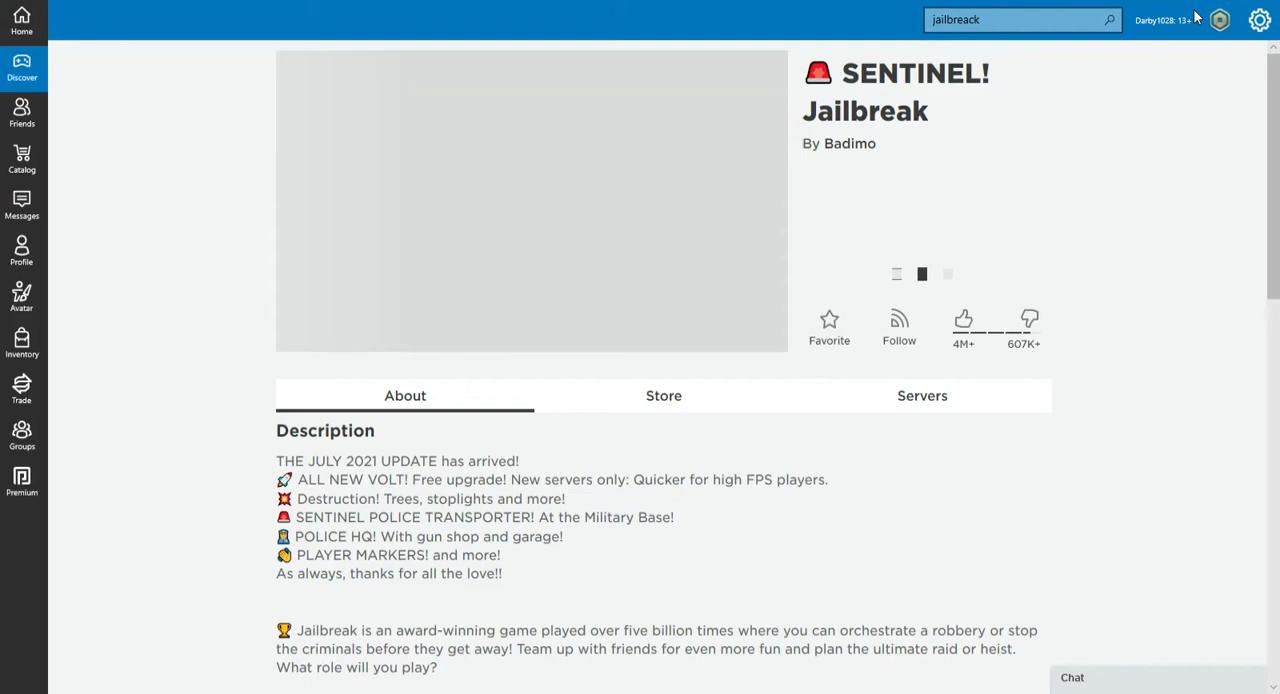 Home
jailbreack
Darby1028: 13+
Discover
Friends
Catalog
Messages
Profile
Avatar
Inventory
Trade
Groups
Premium
🚨 SENTINEL!
Jailbreak
By Badimo
Favorite
Follow
4M+
607K+
About
Store
Servers
Description
THE JULY 2021 UPDATE has arrived!
🚀 ALL NEW VOLT! Free upgrade! New servers only: Quicker for high FPS players.
💥 Destruction! Trees, stoplights and more!
🚨 SENTINEL POLICE TRANSPORTER! At the Military Base!
👮 POLICE HQ! With gun shop and garage!
👏 PLAYER MARKERS! and more!
As always, thanks for all the love!!
🏆 Jailbreak is an award-winning game played over five billion times where you can orchestrate a robbery or stop
the criminals before they get away! Team up with friends for even more fun and plan the ultimate raid or heist.
What role will you play?
Chat